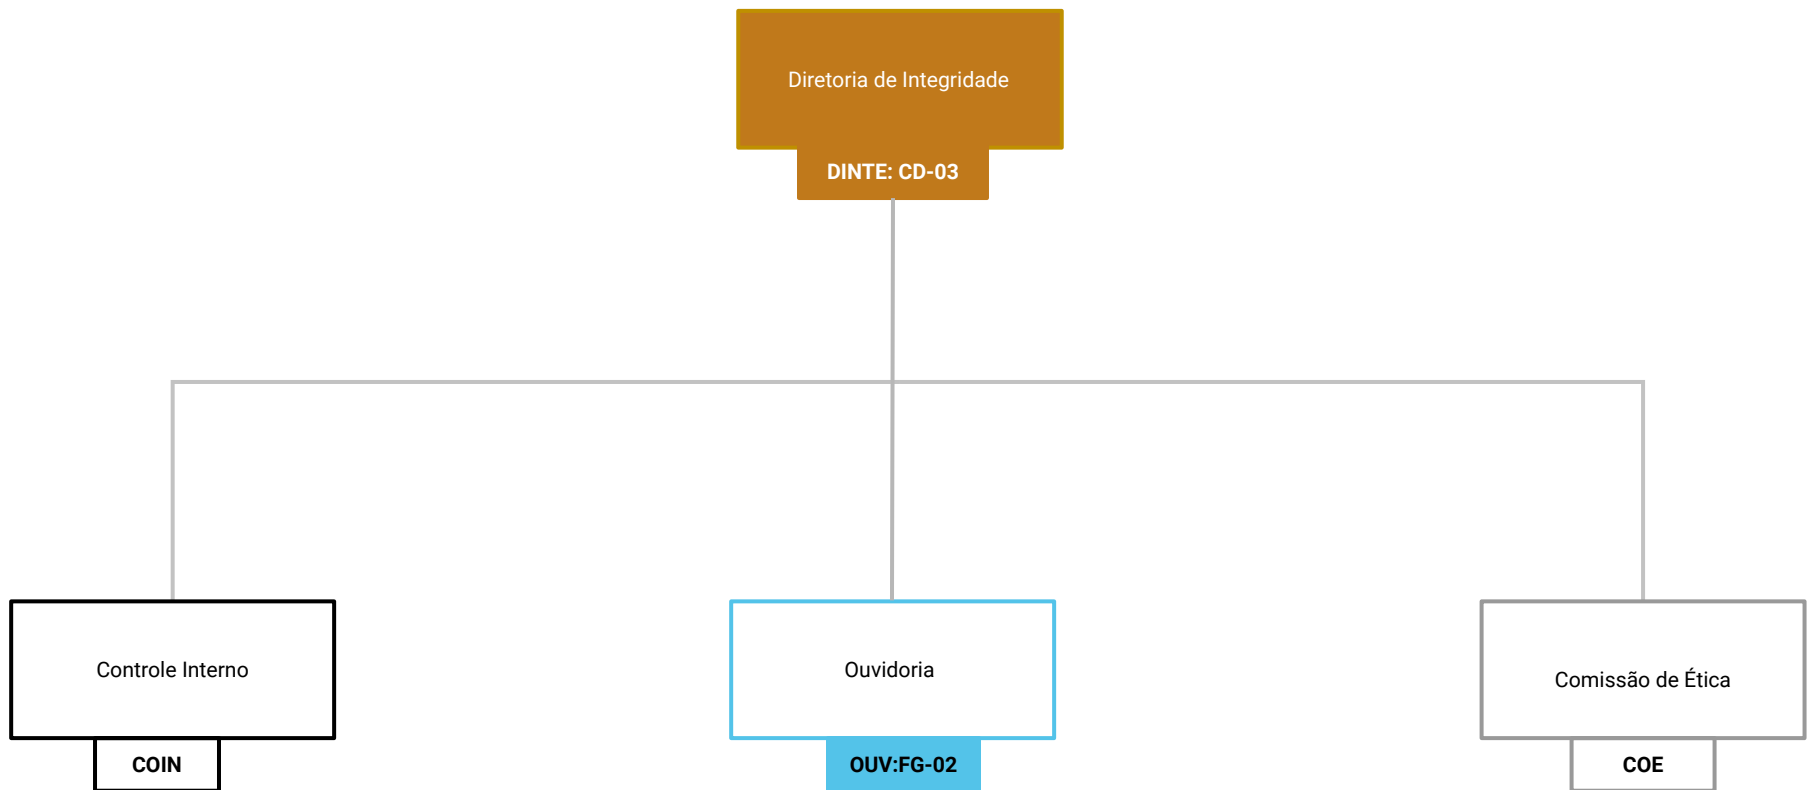 Diretoria de Integridade
DINTE: CD-03
Controle Interno
COIN
Ouvidoria
OUV:FG-02
Comissão de Ética
COE